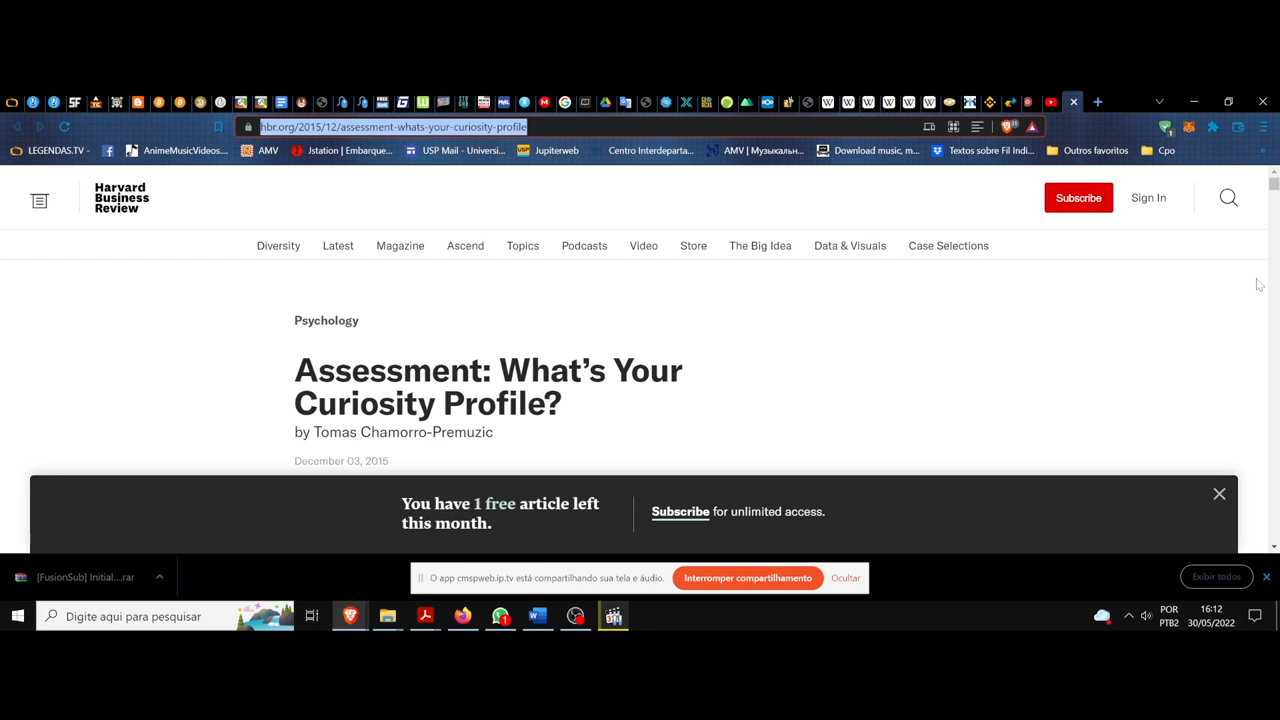 hbr.org/2015/12/assessment-whats-your-curiosity-profile
LEGENDAS.TV - AnimeMusicVideos.... AMV Jstation | Embarque... USP Mail - Universi... Jupiterweb Centro Interdeparta... AMV | Музыкальн... Download music, m... Textos sobre Fil Indi... Outros favoritos Cpo
Harvard
Business
Review
Subscribe Sign In
Diversity Latest Magazine Ascend Topics Podcasts Video Store The Big Idea Data & Visuals Case Selections
Psychology
Assessment: What's Your
Curiosity Profile?
by Tomas Chamorro-Premuzic
December 03, 2015
You have 1 free article left
this month.
Subscribe for unlimited access.
[FusionSub] Initial....rar
O app cmspweb.ip.tv está compartilhando sua tela e áudio. Interromper compartilhamento Ocultar
Exibir todos
Digite aqui para pesquisar
POR
PTB2
16:12
30/05/2022